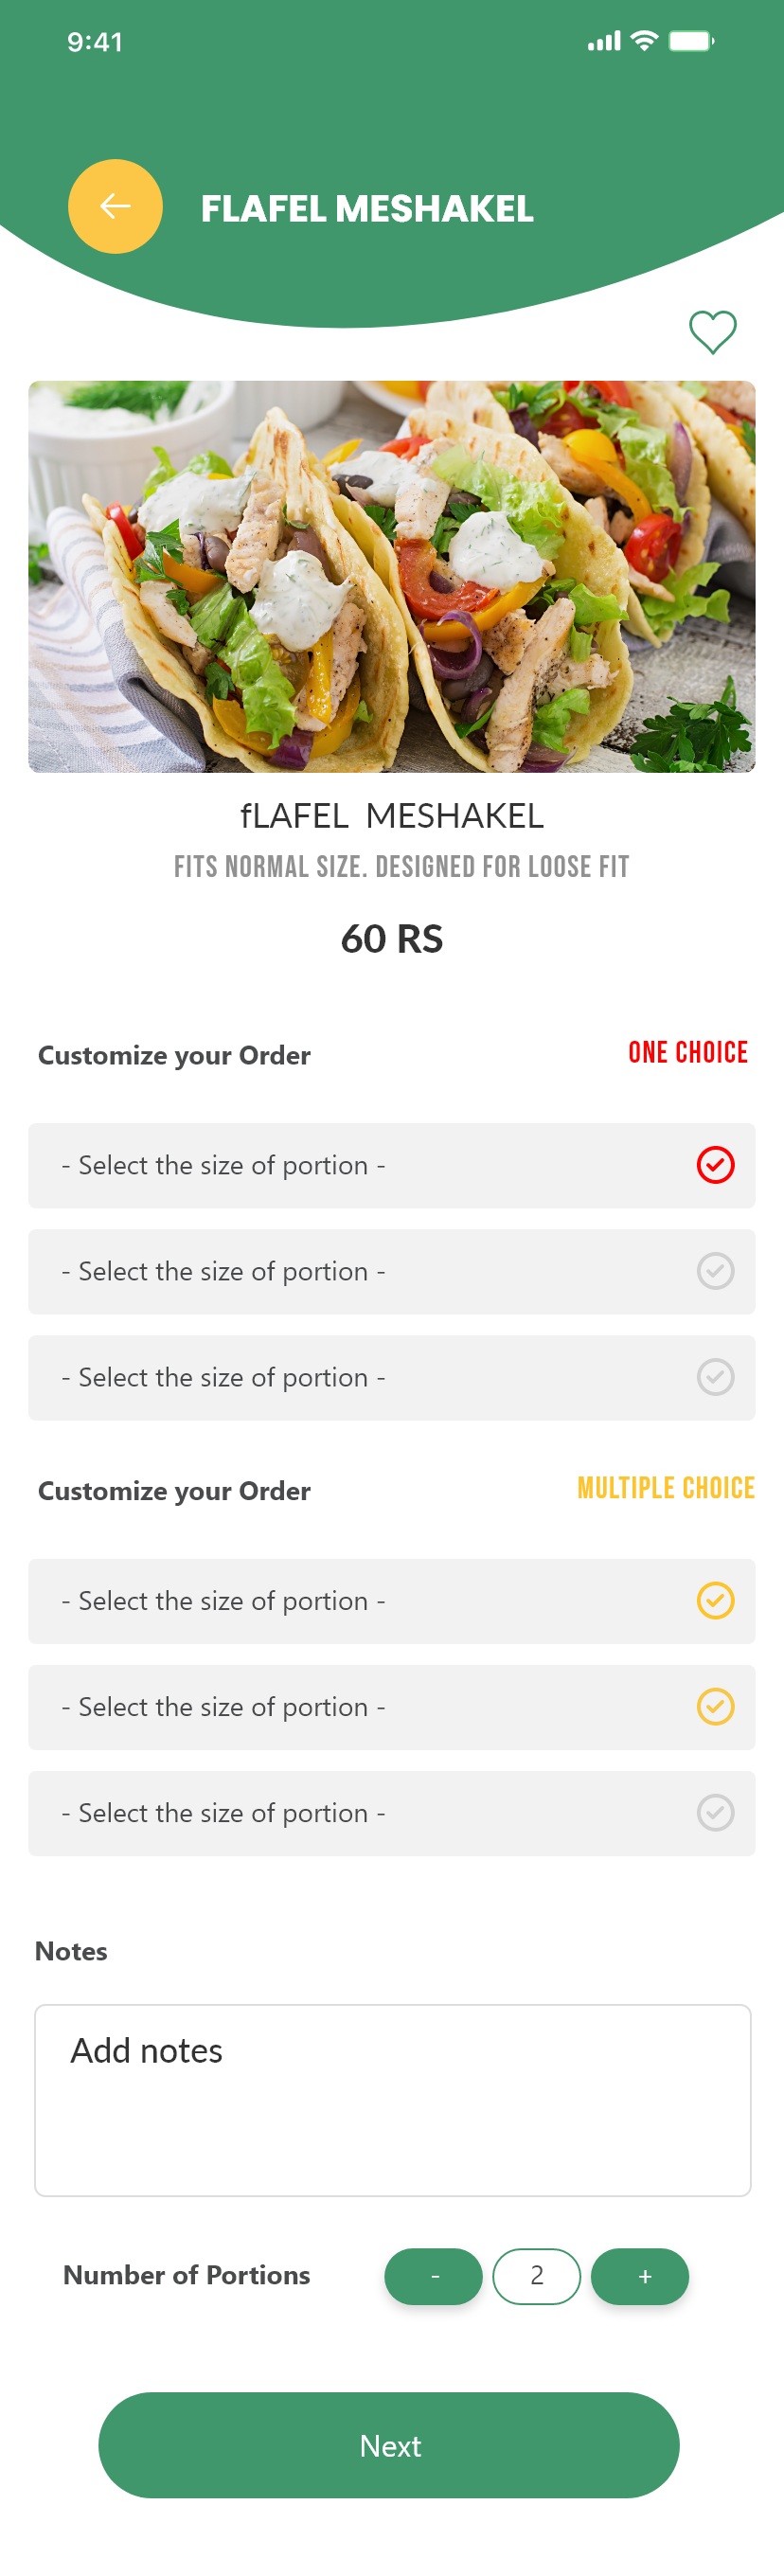 9:41
FLAFEL MESHAKEL
fLAFEL MESHAKEL
FITS NORMAL SIZE. DESIGNED FOR LOOSE FIT
60 RS
Customize your Order
ONE CHOICE
- Select the size of portion -
- Select the size of portion -
- Select the size of portion -
Customize your Order
MULTIPLE CHOICE
- Select the size of portion -
- Select the size of portion -
- Select the size of portion -
Notes
Add notes
Number of Portions - 2 +
Next